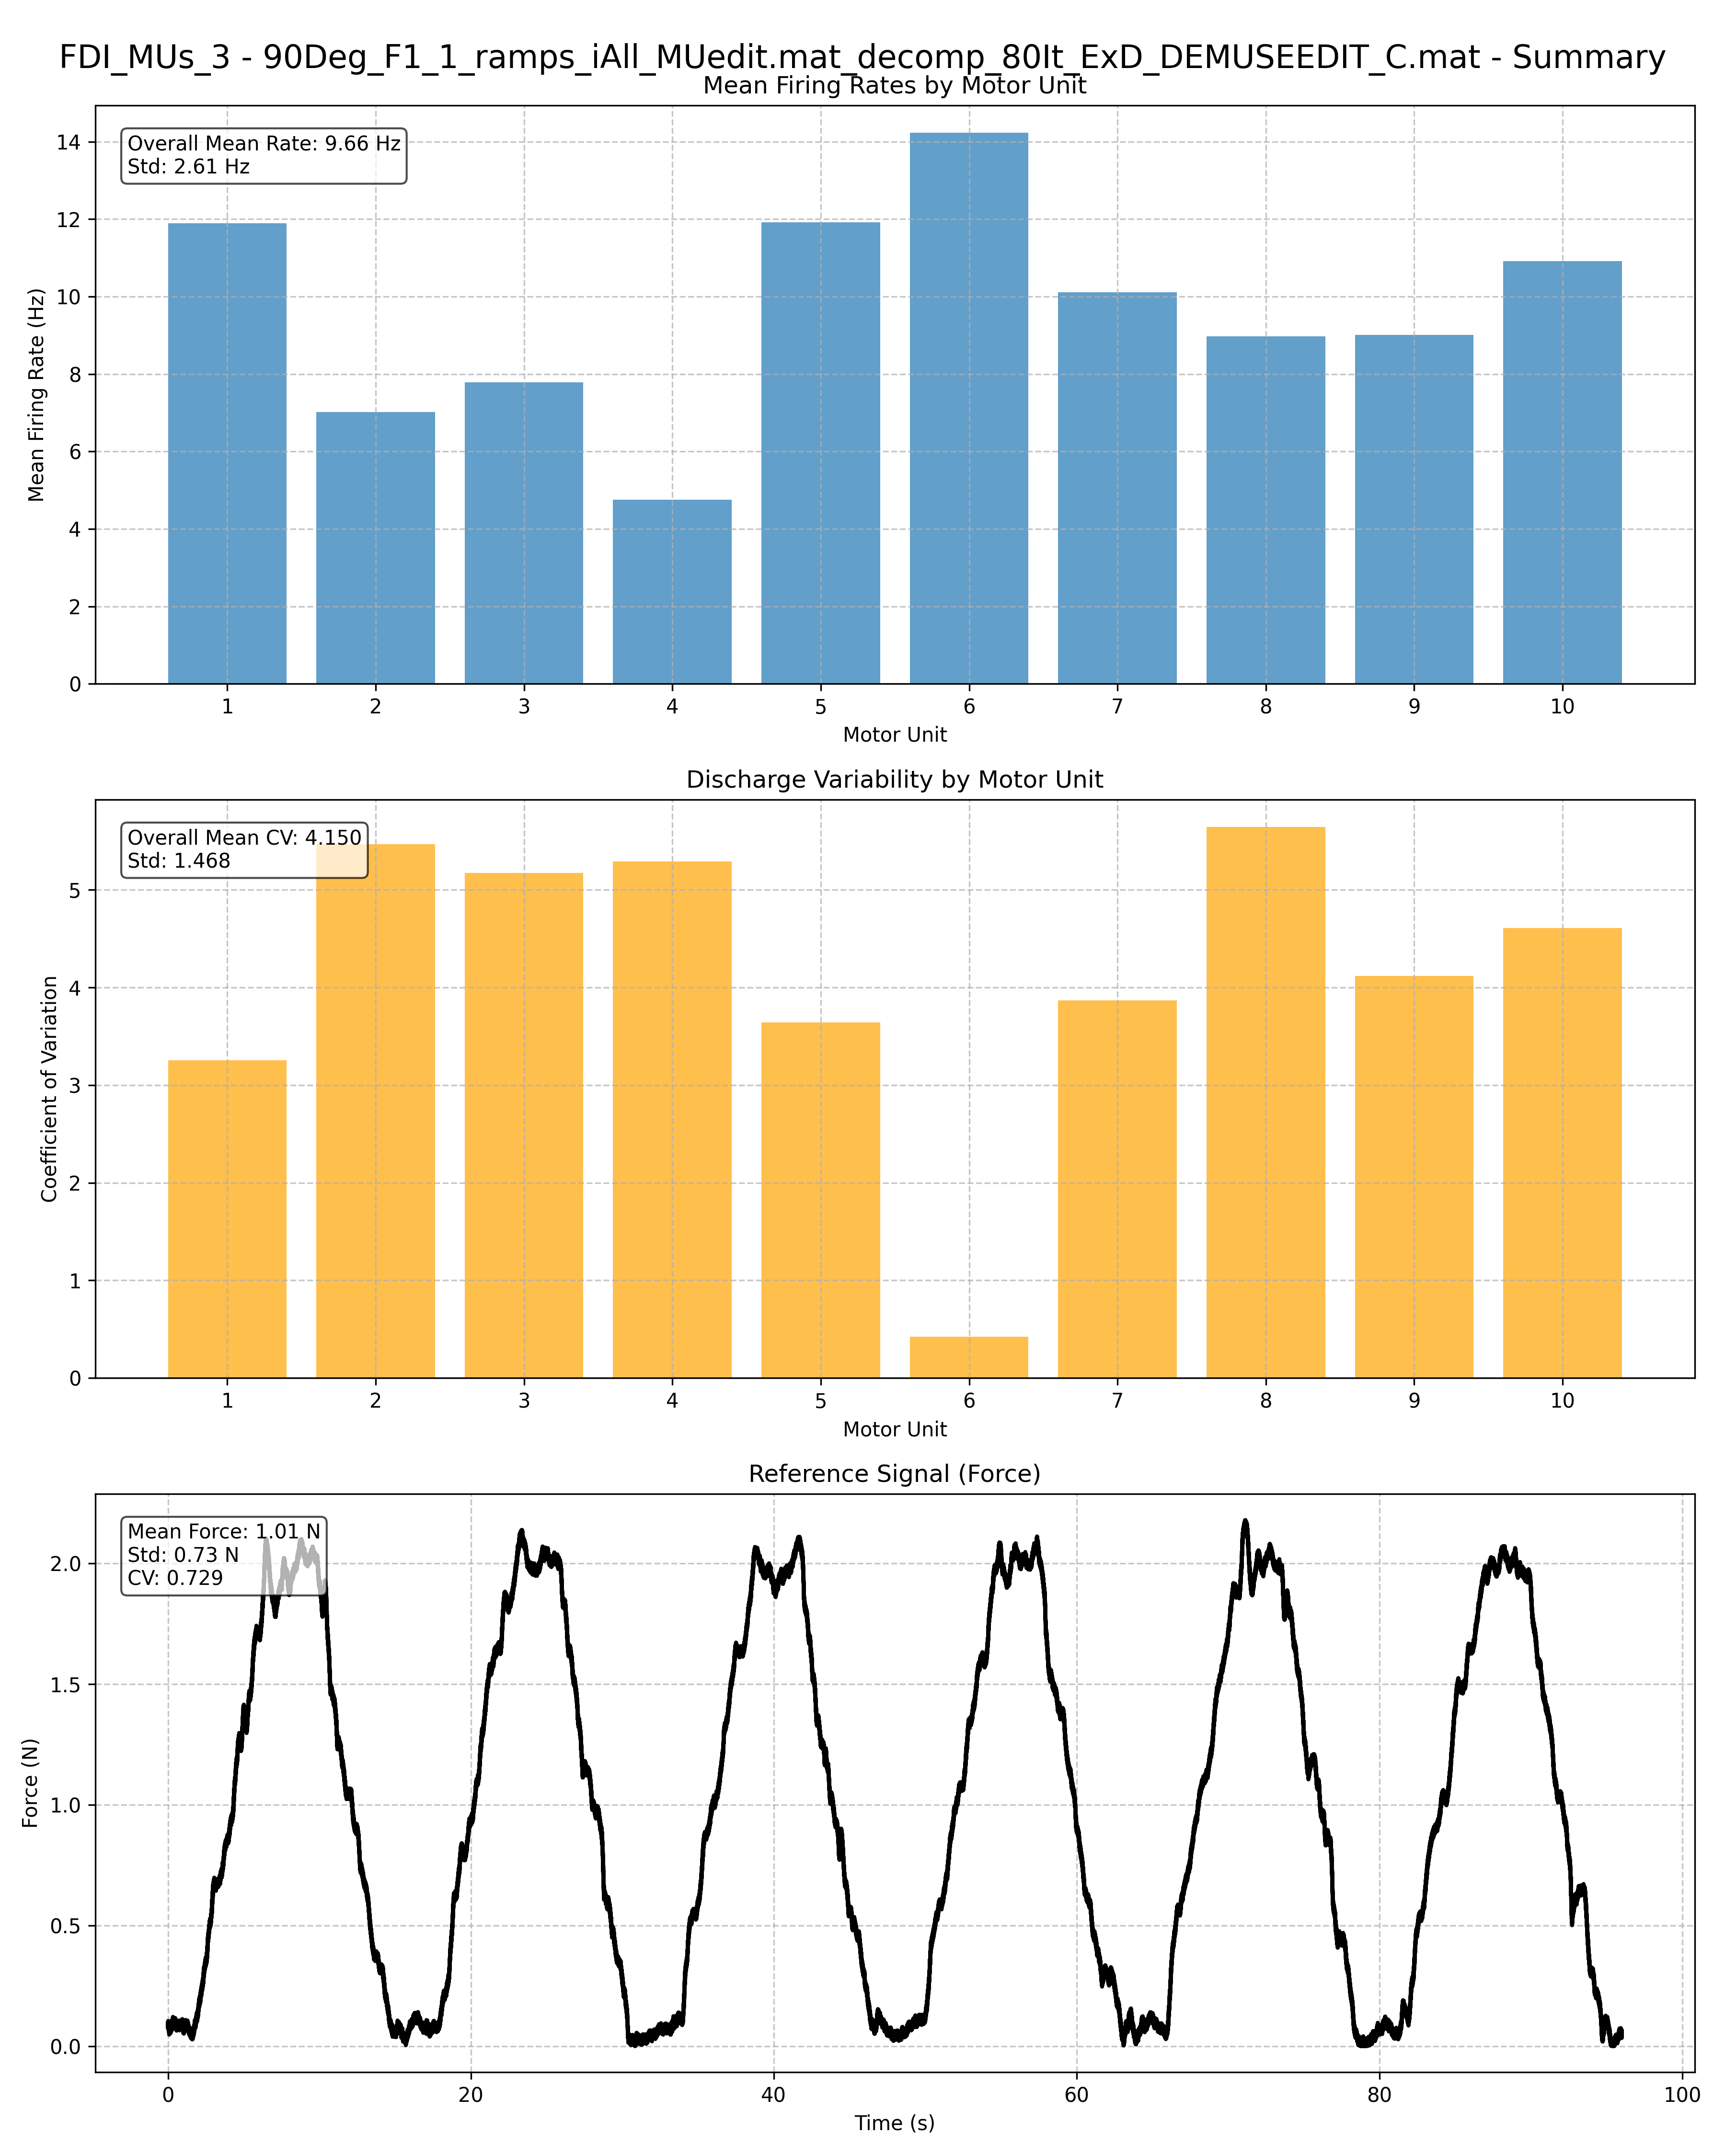 FDI_MUs_3 - 90Deg_F1_1_ramps_iAll_MUedit.mat_decomp_80It_ExD_DEMUSEEDIT_C.mat - Summary
Mean Firing Rates by Motor Unit
Overall Mean Rate: 9.66 Hz
Std: 2.61 Hz
Mean Firing Rate (Hz)
14
12
10
8
6
4
2
0
1 2 3 4 5 6 7 8 9 10
Motor Unit
Discharge Variability by Motor Unit
Overall Mean CV: 4.150
Std: 1.468
Coefficient of Variation
5
4
3
2
1
0
1 2 3 4 5 6 7 8 9 10
Motor Unit
Reference Signal (Force)
Mean Force: 1.01 N
Std: 0.73 N
CV: 0.729
Force (N)
2.0
1.5
1.0
0.5
0.0
0 20 40 60 80 100
Time (s)